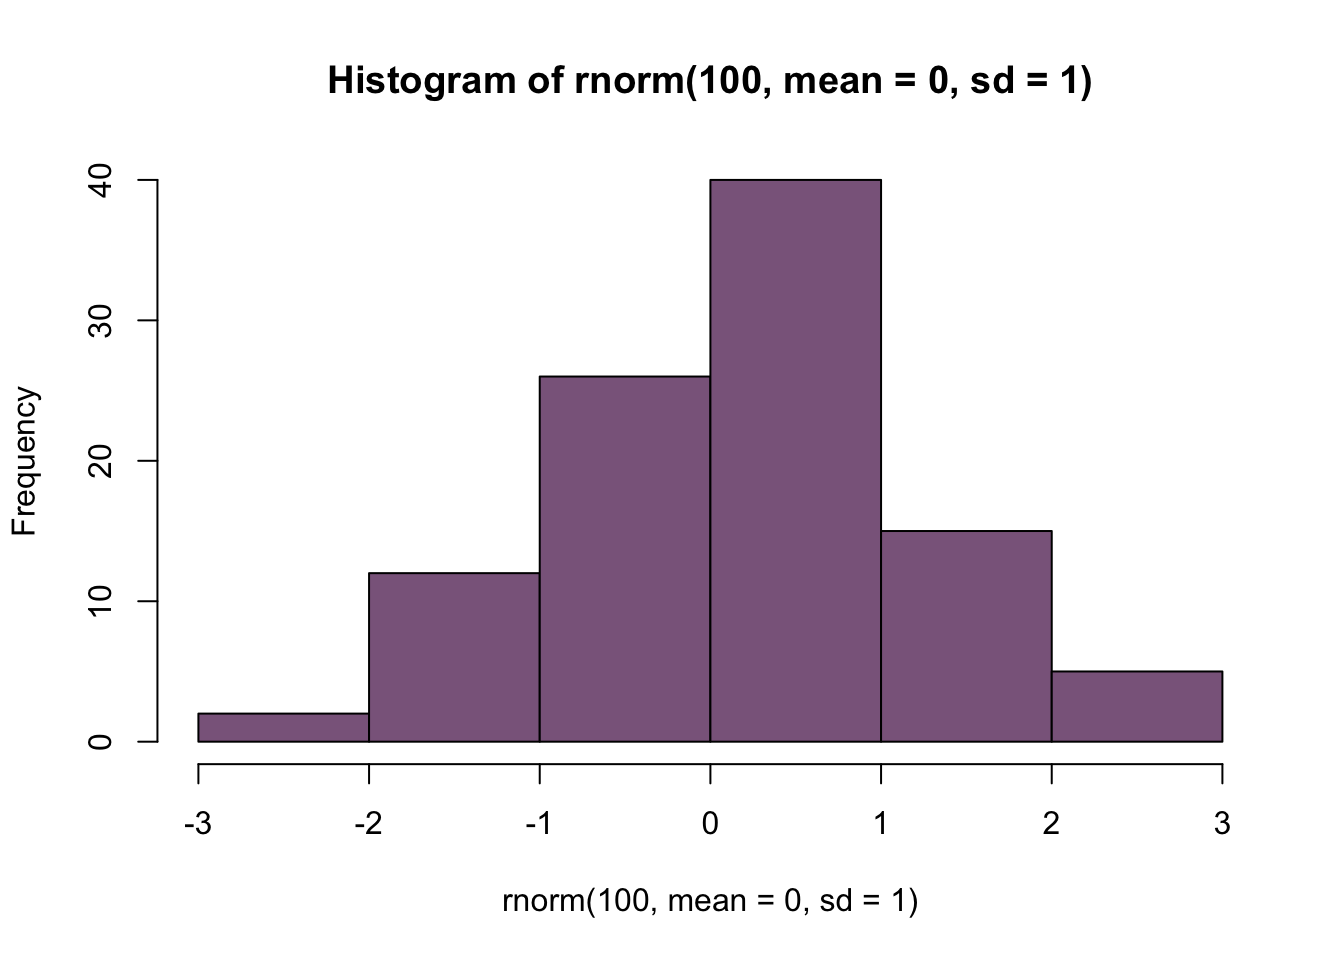 Histogram of rnorm(100, mean = 0, sd = 1)
40
30
20
10
0
Frequency
-3 -2 -1 0 1 2 3
rnorm(100, mean = 0, sd = 1)